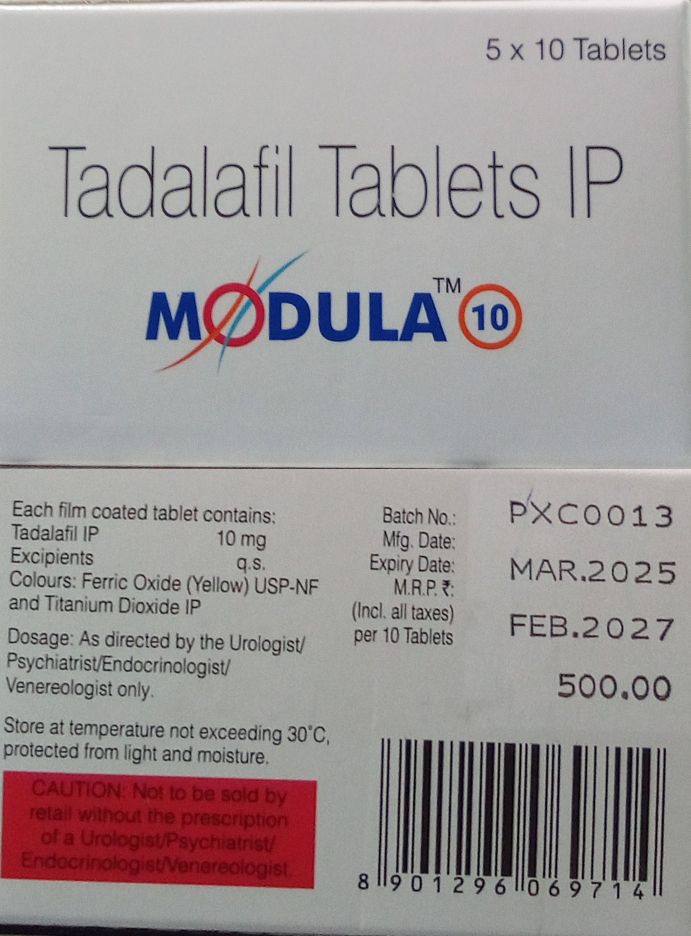 5 x 10 Tablets
Tadalafil Tablets IP
MODULA™ 10
Each film coated tablet contains:
Tadalafil IP 10 mg
Excipients q.s.
Colours: Ferric Oxide (Yellow) USP-NF
and Titanium Dioxide IP
Dosage: As directed by the Urologist/
Psychiatrist/Endocrinologist/
Venereologist only.
Store at temperature not exceeding 30°C,
protected from light and moisture.
CAUTION: Not to be sold by
retail without the prescription
of a Urologist/Psychiatrist/
Endocrinologist/Venereologist.
Batch No.: PXC0013
Mfg. Date: MAR.2025
Expiry Date: FEB.2027
M.R.P. ₹: 500.00
(Incl. all taxes)
per 10 Tablets
8 901296 069714